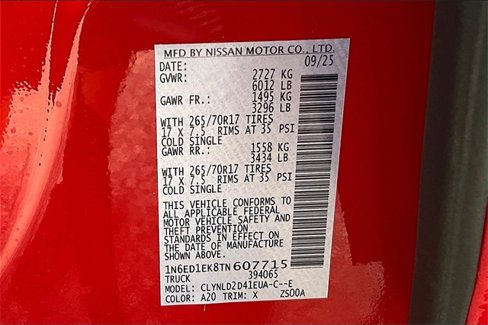 MFD BY NISSAN MOTOR CO., LTD.
DATE: 09/25
GVWR: 2727 KG
6012 LB
GAWR FR: 1495 KG
3296 LB
WITH 265/70R17 TIRES
17 X 7.5 RIMS AT 35 PSI
COLD SINGLE
GAWR RR.: 1558 KG
3434 LB
WITH 265/70R17 TIRES
17 X 7.5 RIMS AT 35 PSI
COLD SINGLE
THIS VEHICLE CONFORMS TO
ALL APPLICABLE FEDERAL
MOTOR VEHICLE SAFETY AND
THEFT PREVENTION
STANDARDS IN EFFECT ON
THE DATE OF MANUFACTURE
SHOWN ABOVE.
1N6ED1EK8TN607715
TRUCK 394065
MODEL: CLYNLD2D41EUA-C--E
COLOR: A20 TRIM: X ZS00A